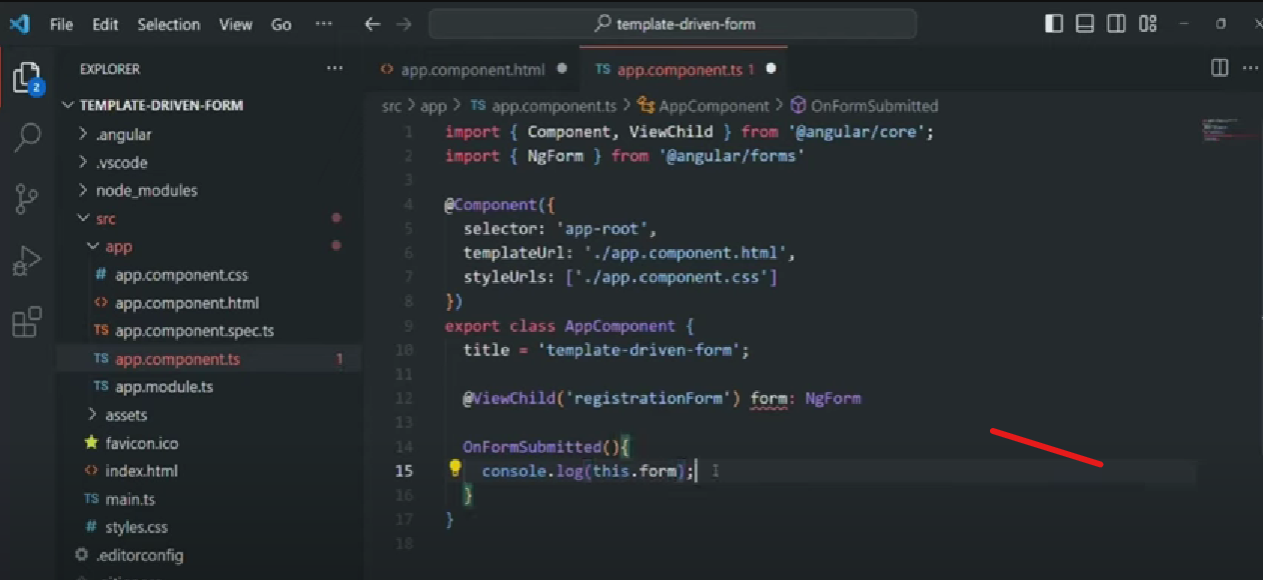 File Edit Selection View Go ··· template-driven-form
EXPLORER ···
app.component.html
TS app.component.ts 1
2
TEMPLATE-DRIVEN-FORM
src > app > TS app.component.ts > AppComponent > OnFormSubmitted
.angular
.vscode
node_modules
src
app
# app.component.css
<> app.component.html
TS app.component.spec.ts
TS app.component.ts 1
TS app.module.ts
assets
favicon.ico
<> index.html
TS main.ts
# styles.css
.editorconfig
1 import { Component, ViewChild } from '@angular/core';
2 import { NgForm } from '@angular/forms'
3
4 @Component({
5 selector: 'app-root',
6 templateUrl: './app.component.html',
7 styleUrls: ['./app.component.css']
8 })
9 export class AppComponent {
10 title = 'template-driven-form';
11
12 @ViewChild('registrationForm') form: NgForm
13
14 OnFormSubmitted(){
15 console.log(this.form);
16 }
17 }
18